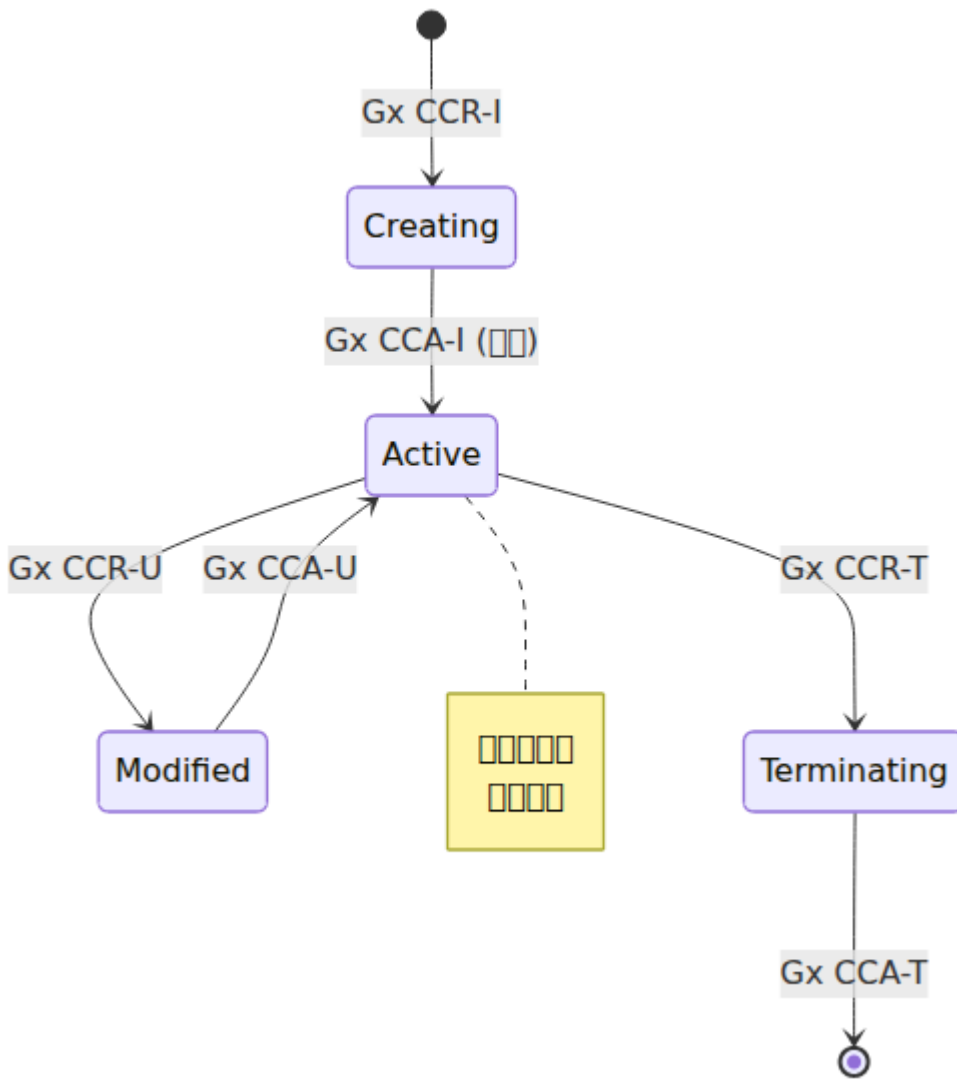 Gx CCR-I
Creating
Gx CCA-I (□□)
Active
Gx CCR-U
Gx CCA-U
Gx CCR-T
□□□□□
□□□□
Modified
Terminating
Gx CCA-T